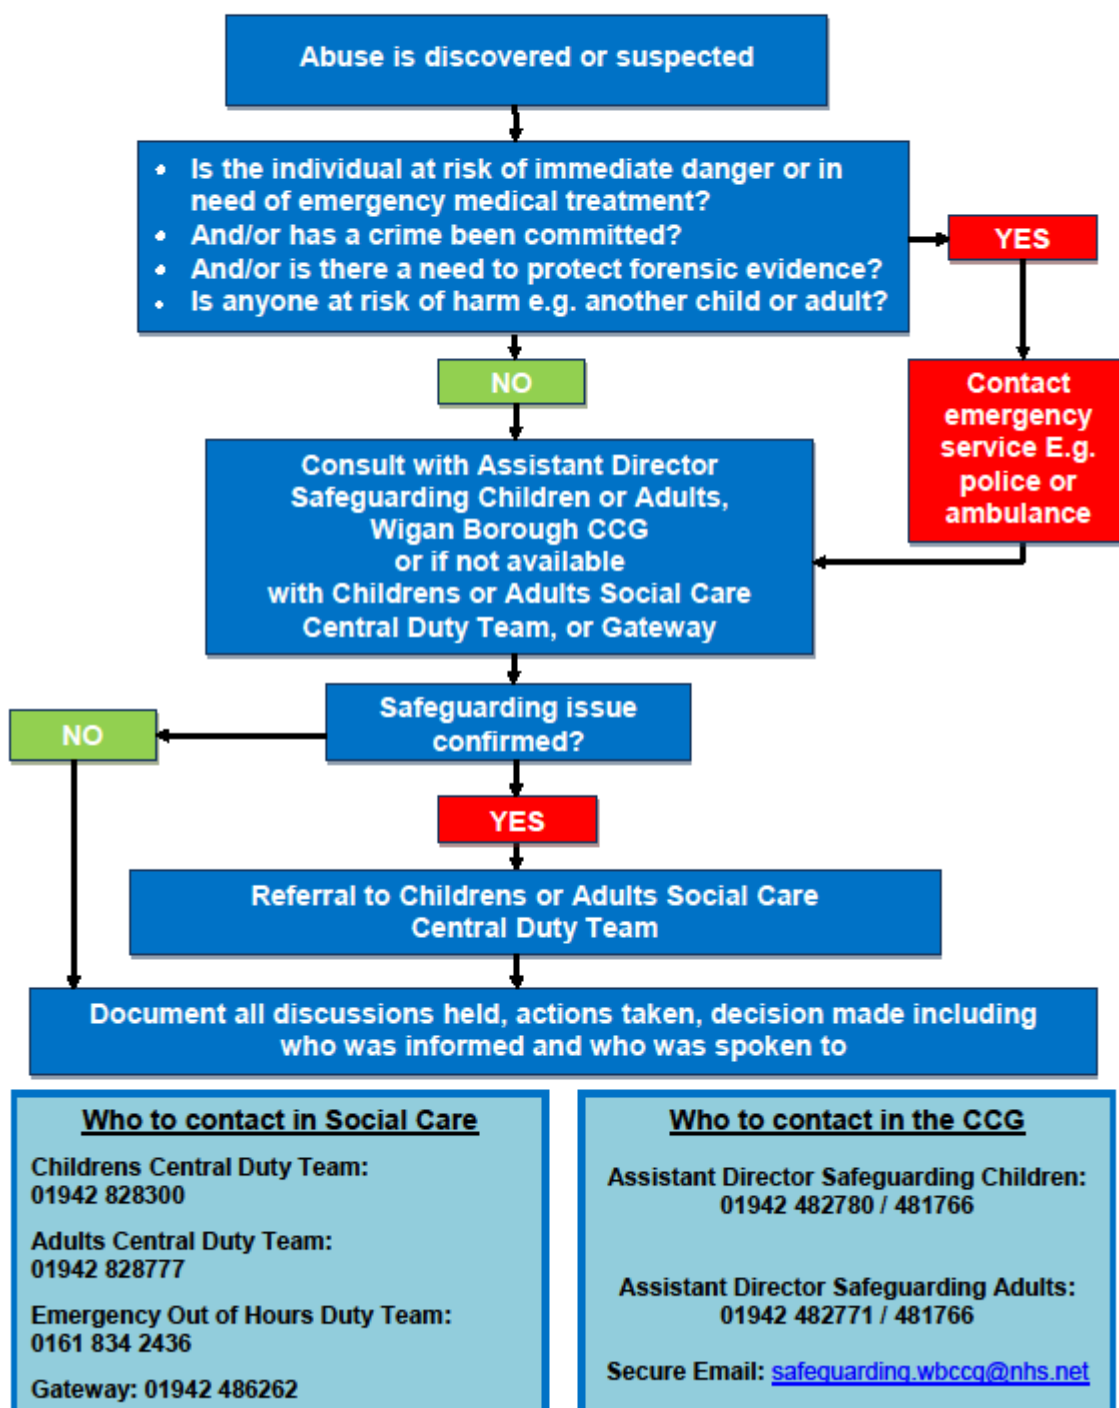 Abuse is discovered or suspected
• Is the individual at risk of immediate danger or in
need of emergency medical treatment?
• And/or has a crime been committed?
• And/or is there a need to protect forensic evidence?
• Is anyone at risk of harm e.g. another child or adult?
YES
NO
Contact
emergency
service E.g.
police or
ambulance
Consult with Assistant Director
Safeguarding Children or Adults,
Wigan Borough CCG
or if not available
with Childrens or Adults Social Care
Central Duty Team, or Gateway
Safeguarding issue
confirmed?
NO
YES
Referral to Childrens or Adults Social Care
Central Duty Team
Document all discussions held, actions taken, decision made including
who was informed and who was spoken to
Who to contact in Social Care
Childrens Central Duty Team:
01942 828300
Adults Central Duty Team:
01942 828777
Emergency Out of Hours Duty Team:
0161 834 2436
Gateway: 01942 486262
Who to contact in the CCG
Assistant Director Safeguarding Children:
01942 482780 / 481766
Assistant Director Safeguarding Adults:
01942 482771 / 481766
Secure Email: safeguarding.wbccg@nhs.net